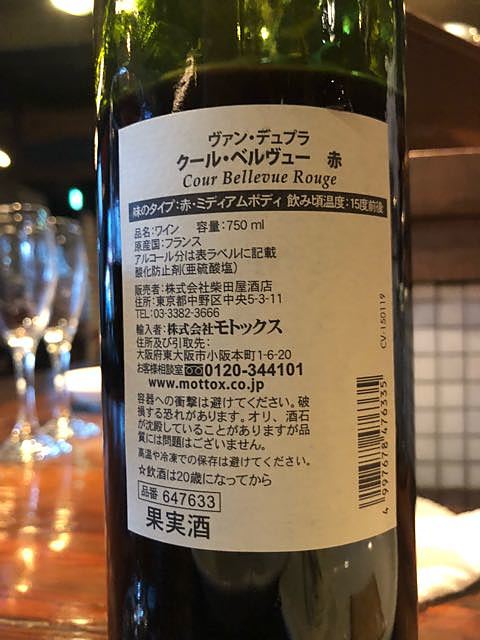 ヴァン・デュプラ
クール・ベルヴュー 赤
Cour Bellevue Rouge
味のタイプ:赤・ミディアムボディ 飲み頃温度:15度前後
品名:ワイン 容量:750 ml
原産国:フランス
アルコール分は表ラベルに記載
酸化防止剤(亜硫酸塩)
販売者:株式会社柴田屋酒店
住所:東京都中野区中央5-3-11
TEL:03-3382-3666
輸入者:株式会社モトックス
住所及び引取先:
大阪府東大阪市小阪本町1-6-20
お客様相談室 0120-344101
www.mottox.co.jp
容器への衝撃は避けてください。破
損する恐れがあります。オリ、酒石
が沈殿していることがありますが品
質には問題はございません。
高温や冷凍での保存は避けてください。
☆飲酒は20歳になってから
品番 647633
果実酒
CV-150119
4 997678 476335